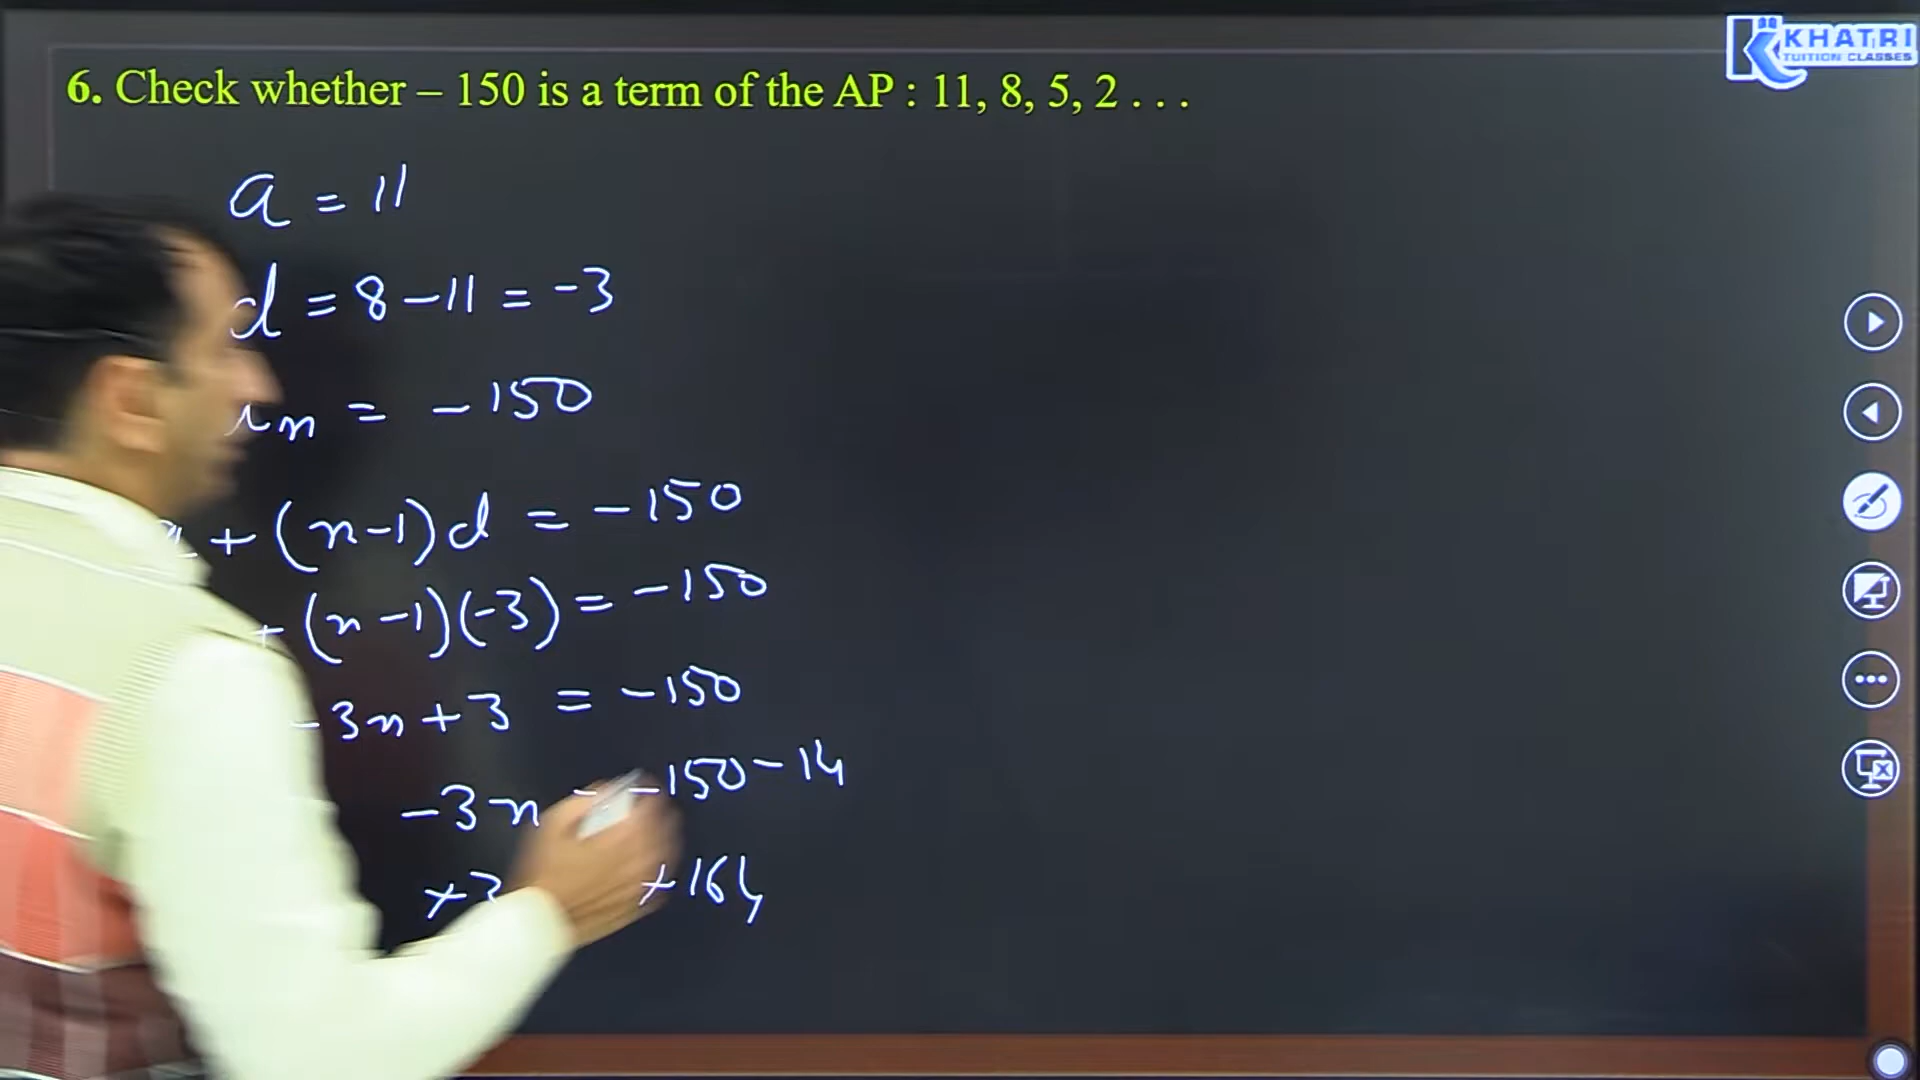 KHATRI
TUITION CLASSES
6. Check whether – 150 is a term of the AP : 11, 8, 5, 2 . . .
a = 11
d = 8 - 11 = -3
n = -150
+ (n-1)d = -150
+ (n-1)(-3) = -150
-3n + 3 = -150
-3n = -150 - 14
+3 +164